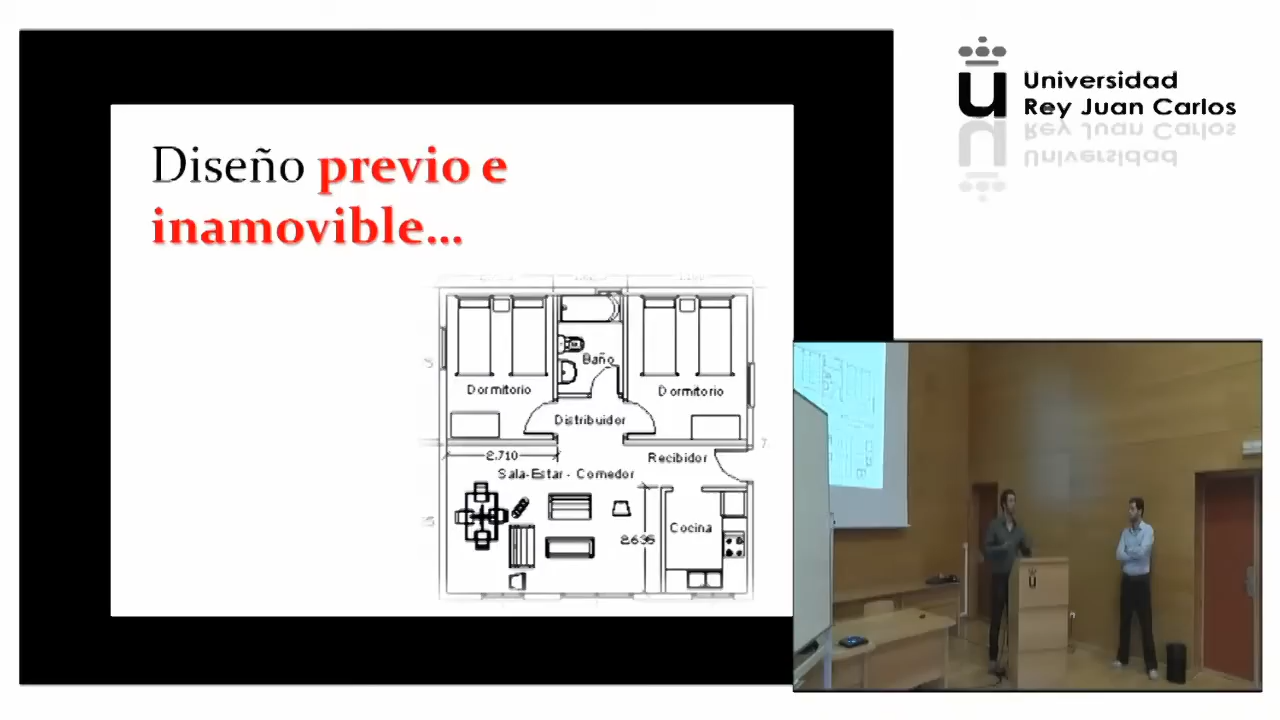 Diseño previo e
inamovible...
Universidad
Rey Juan Carlos
Baño
Dormitorio
Dormitorio
Distribuidor
2.710
Recibidor
Sala-Estar - Comedor
Cocina
2.635